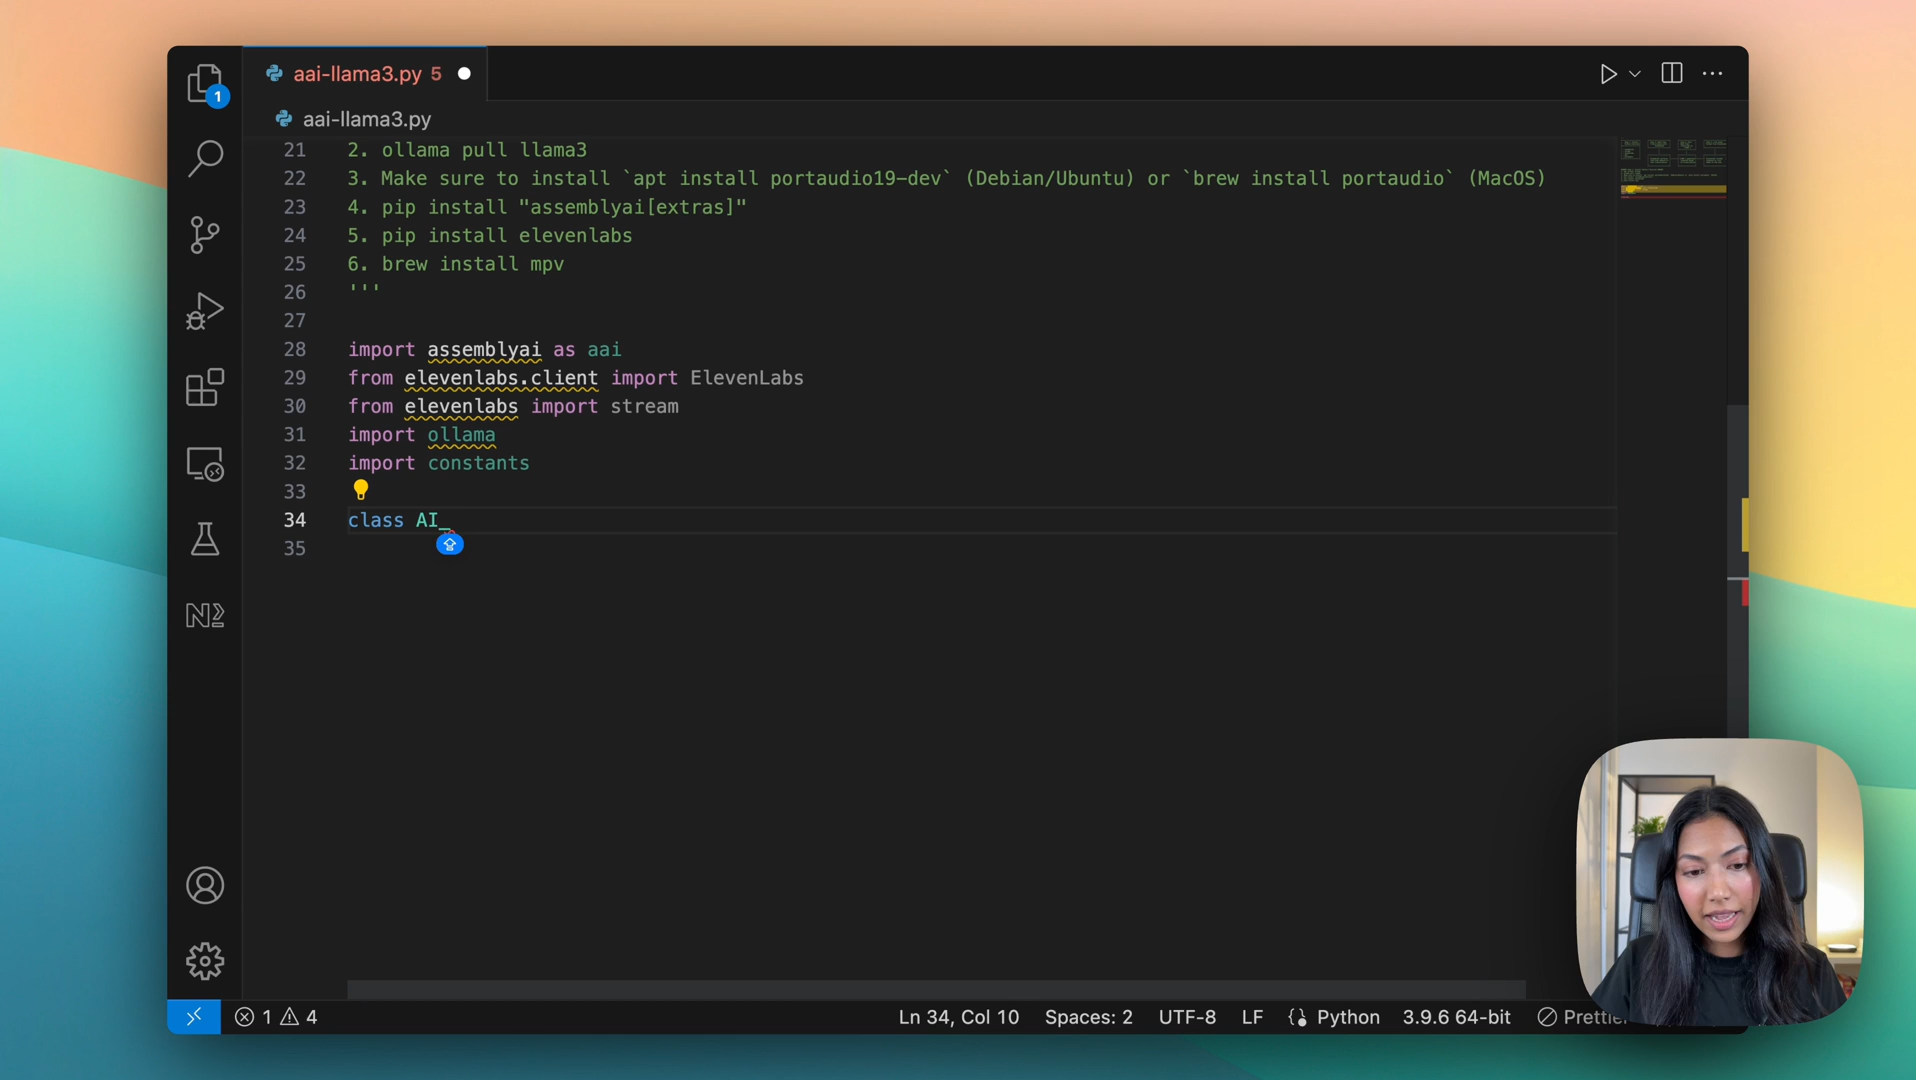 aai-llama3.py 5
1
aai-llama3.py
21 2. ollama pull llama3
22 3. Make sure to install `apt install portaudio19-dev` (Debian/Ubuntu) or `brew install portaudio` (MacOS)
23 4. pip install "assemblyai[extras]"
24 5. pip install elevenlabs
25 6. brew install mpv
26 '''
27
28 import assemblyai as aai
29 from elevenlabs.client import ElevenLabs
30 from elevenlabs import stream
31 import ollama
32 import constants
33
34 class AI_
35
1 4 Ln 34, Col 10 Spaces: 2 UTF-8 LF Python 3.9.6 64-bit